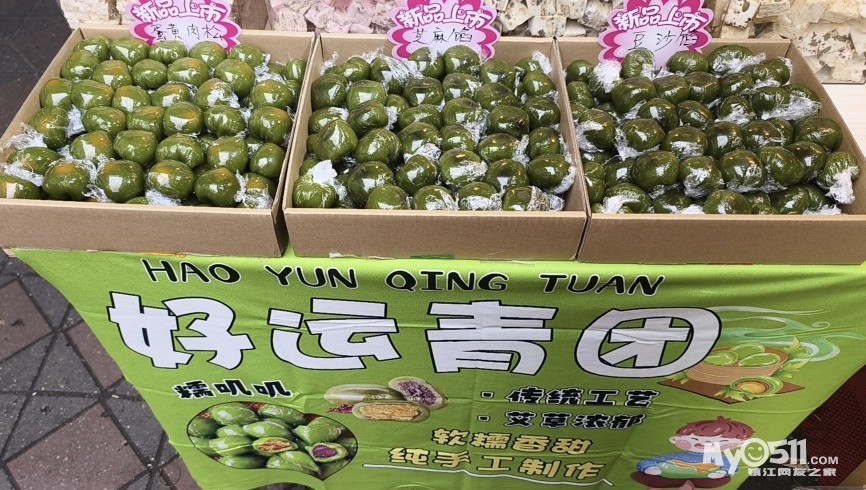 新品上市
蛋黄肉松
新品上市
芝麻馅
新品上市
豆沙馅
HAO YUN QING TUAN
好运青团
糯叽叽
·传统工艺
·艾草浓郁
软糯香甜
纯手工制作
My0511.COM
镇江网友之家